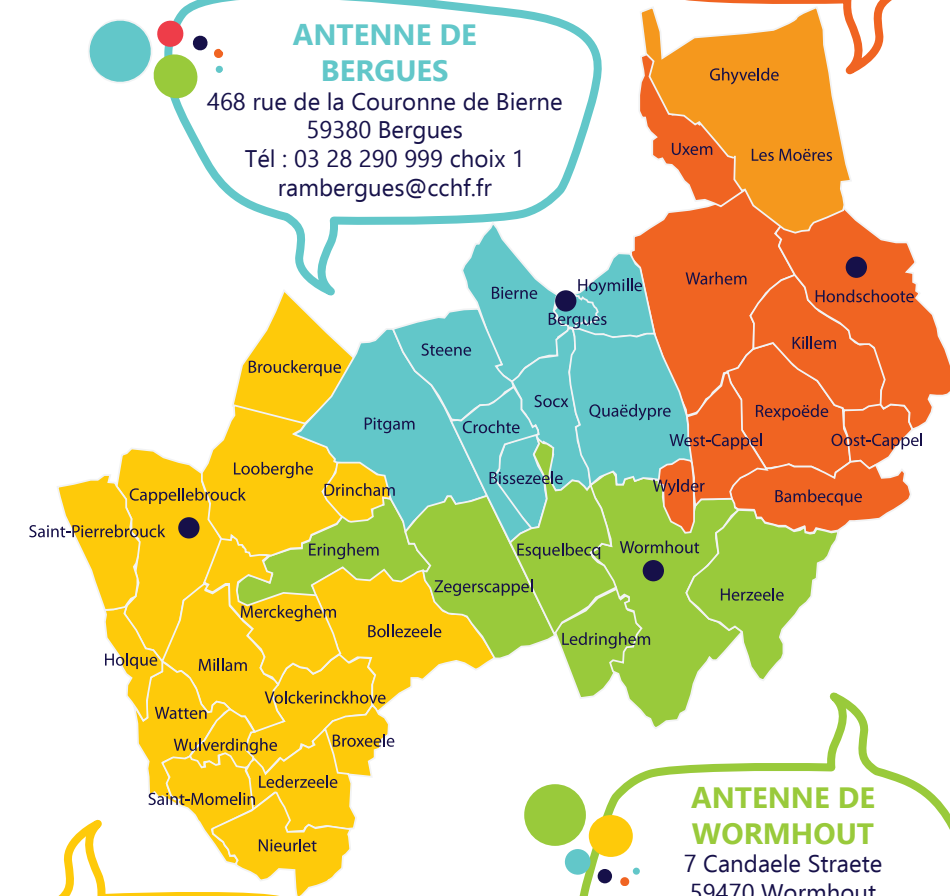 ANTENNE DE
BERGUES
468 rue de la Couronne de Bierne
59380 Bergues
Tél : 03 28 290 999 choix 1
rambergues@cchf.fr
Ghyvelde
Uxem
Les Moëres
Warhem
Hondschoote
Bierne
Hoymille
Bergues
Killem
Steene
Brouckerque
Socx
Quaëdypre
Rexpoëde
Pitgam
Crochte
West-Cappel
Oost-Cappel
Looberghe
Bissezeele
Drincham
Wylder
Cappellebrouck
Bambecque
Saint-Pierrebrouck
Eringhem
Esquelbecq
Wormhout
Zegerscappel
Herzeele
Merckeghem
Bollezeele
Ledringhem
Holque
Millam
Volckerinckhove
Watten
Wulverdinghe
Broxeele
Lederzeele
Saint-Momelin
Nieurlet
ANTENNE DE
WORMHOUT
7 Candaele Straete
59470 Wormhout